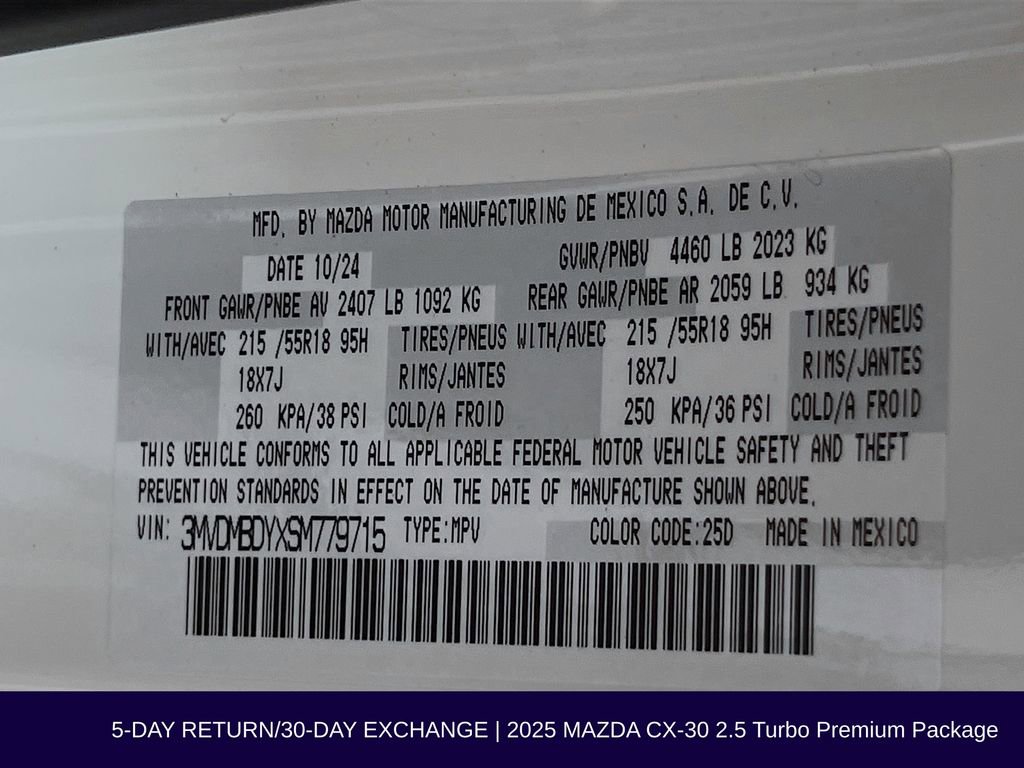 MFD. BY MAZDA MOTOR MANUFACTURING DE MEXICO S.A. DE C.V.
DATE 10/24 GVWR/PNBV 4460 LB 2023 KG
FRONT GAWR/PNBE AV 2407 LB 1092 KG REAR GAWR/PNBE AR 2059 LB 934 KG
WITH/AVEC 215 /55R18 95H TIRES/PNEUS WITH/AVEC 215 /55R18 95H TIRES/PNEUS
18X7J RIMS/JANTES 18X7J RIMS/JANTES
260 KPA/38 PSI COLD/A FROID 250 KPA/36 PSI COLD/A FROID
THIS VEHICLE CONFORMS TO ALL APPLICABLE FEDERAL MOTOR VEHICLE SAFETY AND THEFT
PREVENTION STANDARDS IN EFFECT ON THE DATE OF MANUFACTURE SHOWN ABOVE.
VIN: 3MVDMBDYXSM779715 TYPE:MPV COLOR CODE:25D MADE IN MEXICO
5-DAY RETURN/30-DAY EXCHANGE | 2025 MAZDA CX-30 2.5 Turbo Premium Package